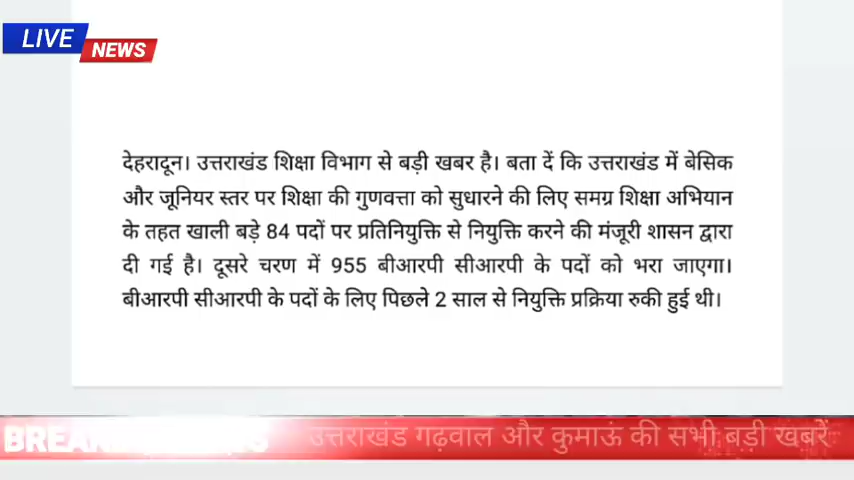 LIVE
NEWS
देहरादून। उत्तराखंड शिक्षा विभाग से बड़ी खबर है। बता दें कि उत्तराखंड में बेसिक
और जूनियर स्तर पर शिक्षा की गुणवत्ता को सुधारने की लिए समग्र शिक्षा अभियान
के तहत खाली बड़े 84 पदों पर प्रतिनियुक्ति से नियुक्ति करने की मंजूरी शासन द्वारा
दी गई है। दूसरे चरण में 955 बीआरपी सीआरपी के पदों को भरा जाएगा।
बीआरपी सीआरपी के पदों के लिए पिछले 2 साल से नियुक्ति प्रक्रिया रुकी हुई थी।
उत्तराखंड गढ़वाल और कुमाऊं की सभी बड़ी खबरें